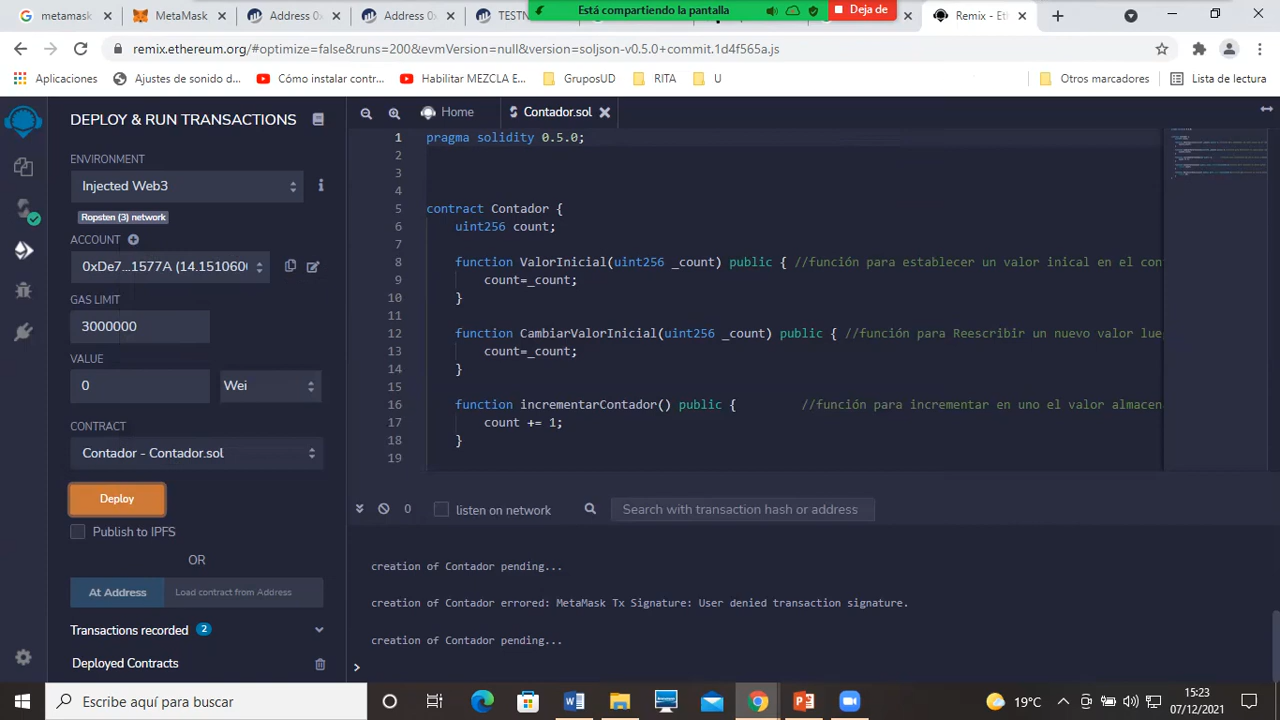 metamask
MetaMask
Address 0x
Address 0x
TESTN
Está compartiendo la pantalla
Deja de
Remix - Eth
remix.ethereum.org/#optimize=false&runs=200&evmVersion=null&version=soljson-v0.5.0+commit.1d4f565a.js
Aplicaciones
Ajustes de sonido d...
Cómo instalar contr...
Habilitar MEZCLA E...
GruposUD
RITA
U
Otros marcadores
Lista de lectura
DEPLOY & RUN TRANSACTIONS
ENVIRONMENT
Injected Web3
Ropsten (3) network
ACCOUNT
0xDe7...1577A (14.1510600
GAS LIMIT
3000000
VALUE
0
Wei
CONTRACT
Contador - Contador.sol
Deploy
Publish to IPFS
OR
At Address
Load contract from Address
Transactions recorded 2
Deployed Contracts
Home
Contador.sol
1 pragma solidity 0.5.0;
2
3
4
5 contract Contador {
6 uint256 count;
7
8 function ValorInicial(uint256 _count) public { //función para establecer un valor inical en el con
9 count=_count;
10 }
11
12 function CambiarValorInicial(uint256 _count) public { //función para Reescribir un nuevo valor lue
13 count=_count;
14 }
15
16 function incrementarContador() public { //función para incrementar en uno el valor almacen
17 count += 1;
18 }
19
0
listen on network
Search with transaction hash or address
creation of Contador pending...
creation of Contador errored: MetaMask Tx Signature: User denied transaction signature.
creation of Contador pending...
>
Escribe aquí para buscar
19°C
15:23
07/12/2021